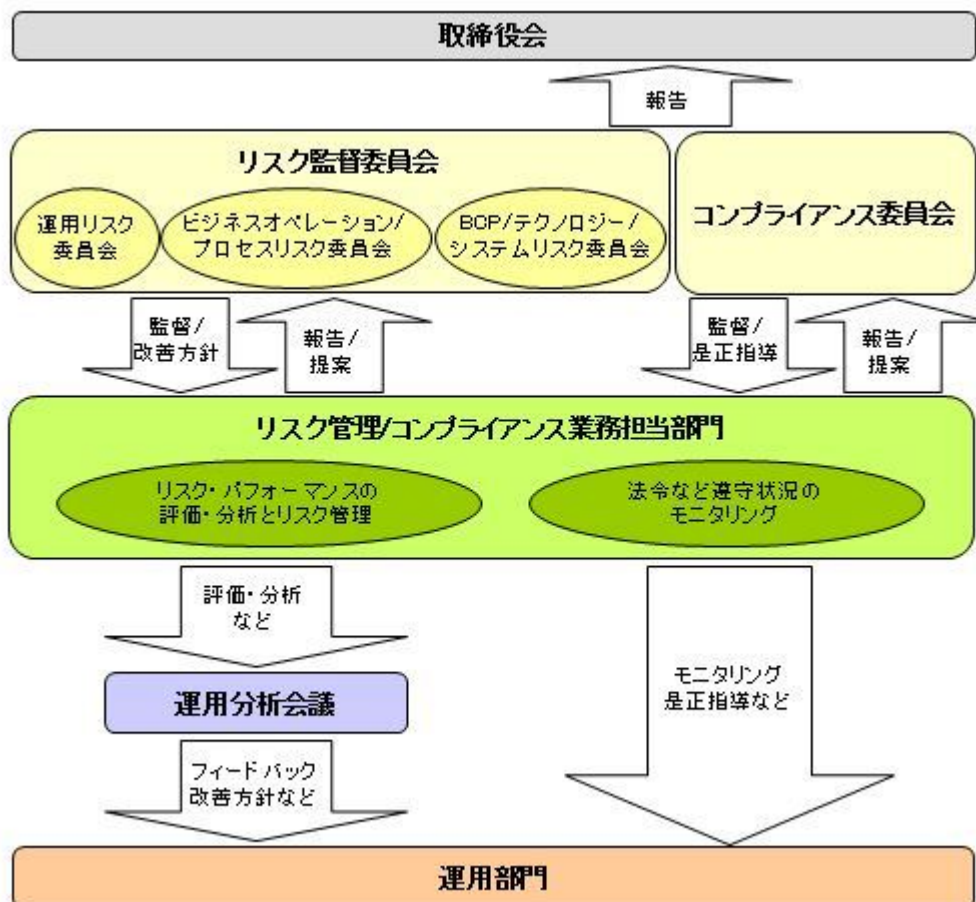 取締役会
報告
リスク監督委員会
運用リスク
委員会
ビジネスオペレーション/
プロセスリスク委員会
BCP/テクノロジー/
システムリスク委員会
コンプライアンス委員会
監督/
改善方針
報告/
提案
監督/
是正指導
報告/
提案
リスク管理/コンプライアンス業務担当部門
リスク・パフォーマンスの
評価・分析とリスク管理
法令など遵守状況の
モニタリング
評価・分析
など
運用分析会議
モニタリング
是正指導など
フィードバック
改善方針など
運用部門